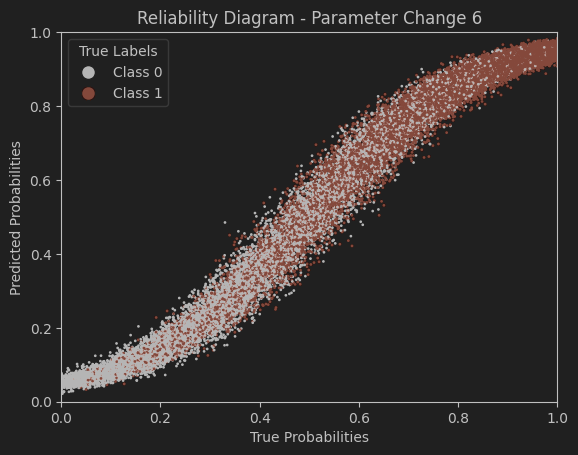 Reliability Diagram - Parameter Change 6
True Labels
Class 0
Class 1
Predicted Probabilities
1.0
0.8
0.6
0.4
0.2
0.0
0.0 0.2 0.4 0.6 0.8 1.0
True Probabilities